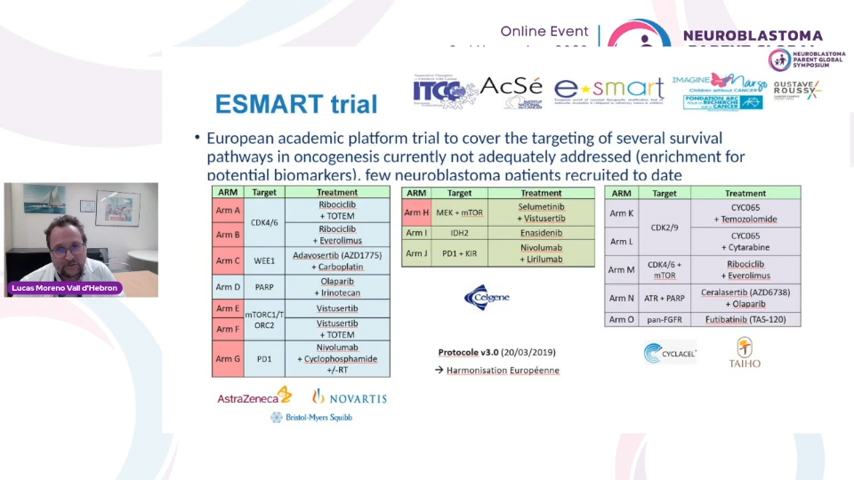 Online Event
NEUROBLASTOMA
NEUROBLASTOMA
PARENT GLOBAL
SYMPOSIUM
ESMART trial
ITCC
AcSé
e-smart
IMAGINE for Margo
Children without CANCER
FONDATION ARC
GUSTAVE
ROUSSY
• European academic platform trial to cover the targeting of several survival
pathways in oncogenesis currently not adequately addressed (enrichment for
potential biomarkers), few neuroblastoma patients recruited to date
ARM Target Treatment
Arm A CDK4/6 Ribociclib
+ TOTEM
Arm B Ribociclib
+ Everolimus
Arm C WEE1 Adavosertib (AZD1775)
+ Carboplatin
Arm D PARP Olaparib
+ Irinotecan
Arm E mTORC1/T
ORC2 Vistusertib
Arm F Vistusertib
+ TOTEM
Arm G PD1 Nivolumab
+ Cyclophosphamide
+/-RT
ARM Target Treatment
Arm H MEK + mTOR Selumetinib
+ Vistusertib
Arm I IDH2 Enasidenib
Arm J PD1 + KIR Nivolumab
+ Lirilumab
ARM Target Treatment
Arm K CDK2/9 CYC065
+ Temozolomide
Arm L CYC065
+ Cytarabine
Arm M CDK4/6 +
mTOR Ribociclib
+ Everolimus
Arm N ATR + PARP Ceralasertib (AZD6738)
+ Olaparib
Arm O pan-FGFR Futibatinib (TAS-120)
Celgene
Protocole v3.0 (20/03/2019)
→ Harmonisation Européenne
CYCLACEL
TAIHO
AstraZeneca
NOVARTIS
Bristol-Myers Squibb
Lucas Moreno Vall d'Hebron